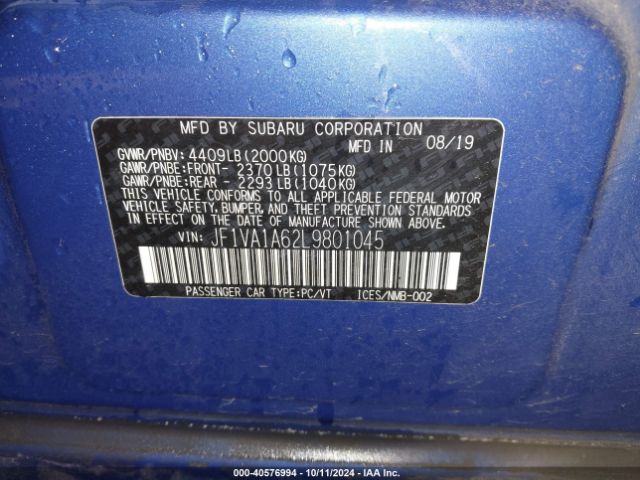 MFD BY SUBARU CORPORATION
MFD IN 08/19
GVWR/PNBV: 4409LB(2000KG)
GAWR/PNBE:FRONT- 2370 LB(1075KG)
GAWR/PNBE:REAR - 2293 LB(1040KG)
THIS VEHICLE CONFORMS TO ALL APPLICABLE FEDERAL MOTOR
VEHICLE SAFETY, BUMPER, AND THEFT PREVENTION STANDARDS
IN EFFECT ON THE DATE OF MANUFACTURE SHOWN ABOVE.
VIN: JF1VA1A62L9801045
PASSENGER CAR TYPE:PC/VT ICES/NMB-002
000-40576994 - 10/11/2024 - IAA Inc.